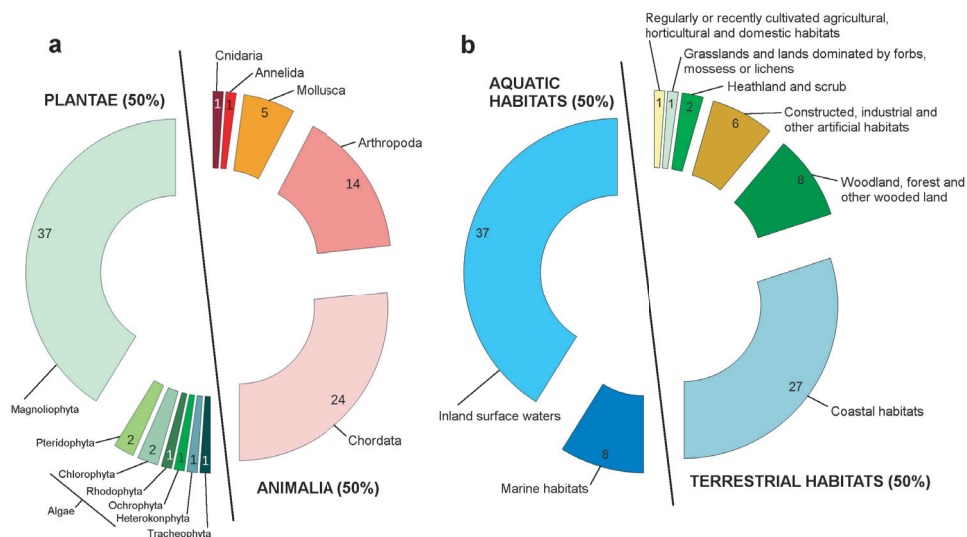 a
PLANTAE (50%)
Cnidaria
Annelida
Mollusca
Arthropoda
1
1
5
14
37
24
Magnoliophyta
Chordata
Pteridophyta
2
Chlorophyta
2
Rhodophyta
1
Ochrophyta
1
Heterokonphyta
1
Tracheophyta
1
Algae
ANIMALIA (50%)
b
AQUATIC
HABITATS (50%)
Regularly or recently cultivated agricultural,
horticultural and domestic habitats
Grasslands and lands dominated by forbs,
mossess or lichens
Heathland and scrub
Constructed, industrial and
other artificial habitats
Woodland, forest and
other wooded land
1
1
2
6
8
37
27
Inland surface waters
Coastal habitats
8
Marine habitats
TERRESTRIAL HABITATS (50%)